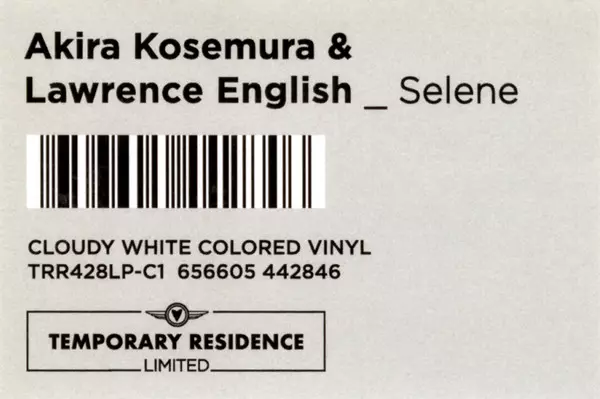 Akira Kosemura &
Lawrence English _ Selene
CLOUDY WHITE COLORED VINYL
TRR428LP-C1 656605 442846
TEMPORARY RESIDENCE
LIMITED